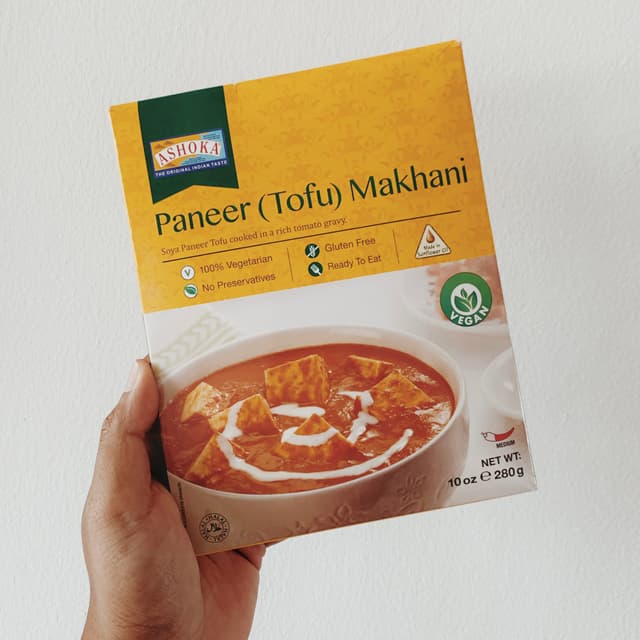 ASHOKA
THE ORIGINAL INDIAN TASTE
Paneer (Tofu) Makhani
Soya Paneer Tofu cooked in a rich tomato gravy.
V 100% Vegetarian
No Preservatives
Gluten Free
Ready To Eat
Made in
Sunflower Oil
VEGAN
MEDIUM
NET WT:
10 oz ℮ 280g
HALAL